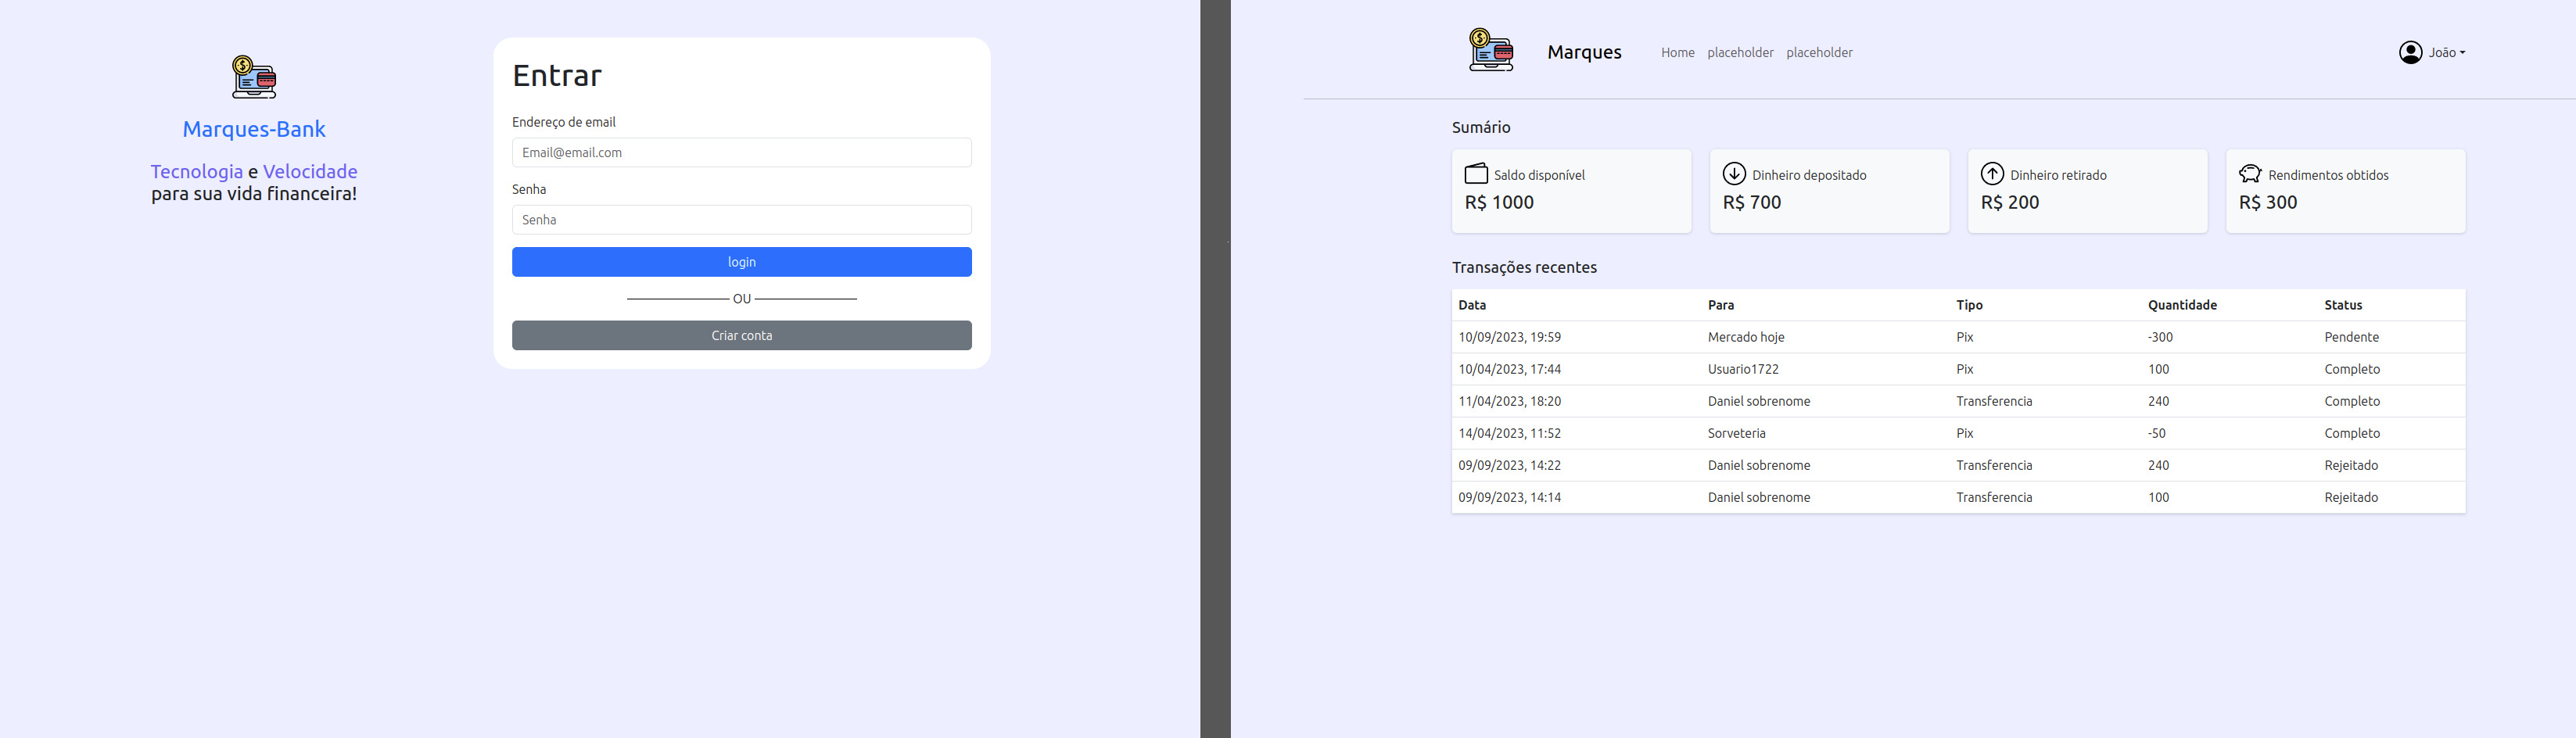 Marques-Bank
Tecnologia e Velocidade
para sua vida financeira!
Entrar
Endereço de email
Email@email.com
Senha
Senha
login
OU
Criar conta
Marques Home placeholder placeholder João
Sumário
Saldo disponível
R$ 1000
Dinheiro depositado
R$ 700
Dinheiro retirado
R$ 200
Rendimentos obtidos
R$ 300
Transações recentes
Data Para Tipo Quantidade Status
10/09/2023, 19:59 Mercado hoje Pix -300 Pendente
10/04/2023, 17:44 Usuario1722 Pix 100 Completo
11/04/2023, 18:20 Daniel sobrenome Transferencia 240 Completo
14/04/2023, 11:52 Sorveteria Pix -50 Completo
09/09/2023, 14:22 Daniel sobrenome Transferencia 240 Rejeitado
09/09/2023, 14:14 Daniel sobrenome Transferencia 100 Rejeitado